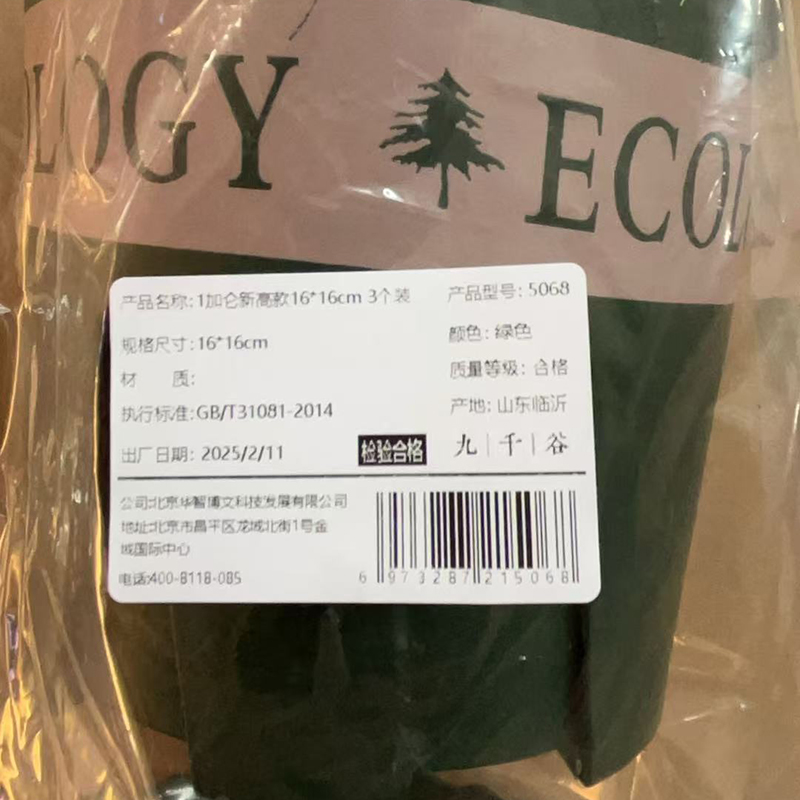 OLOGY ECOL
产品名称:1加仑新高款16*16cm 3个装
产品型号: 5068
规格尺寸:16*16cm
颜色: 绿色
材 质:
质量等级: 合格
执行标准:GB/T31081-2014
产地: 山东临沂
出厂日期: 2025/2/11
检验合格
九|千|谷
公司:北京华智博文科技发展有限公司
地址:北京市昌平区龙城北街1号金
域国际中心
电话:400-8118-085
6 973287 215068